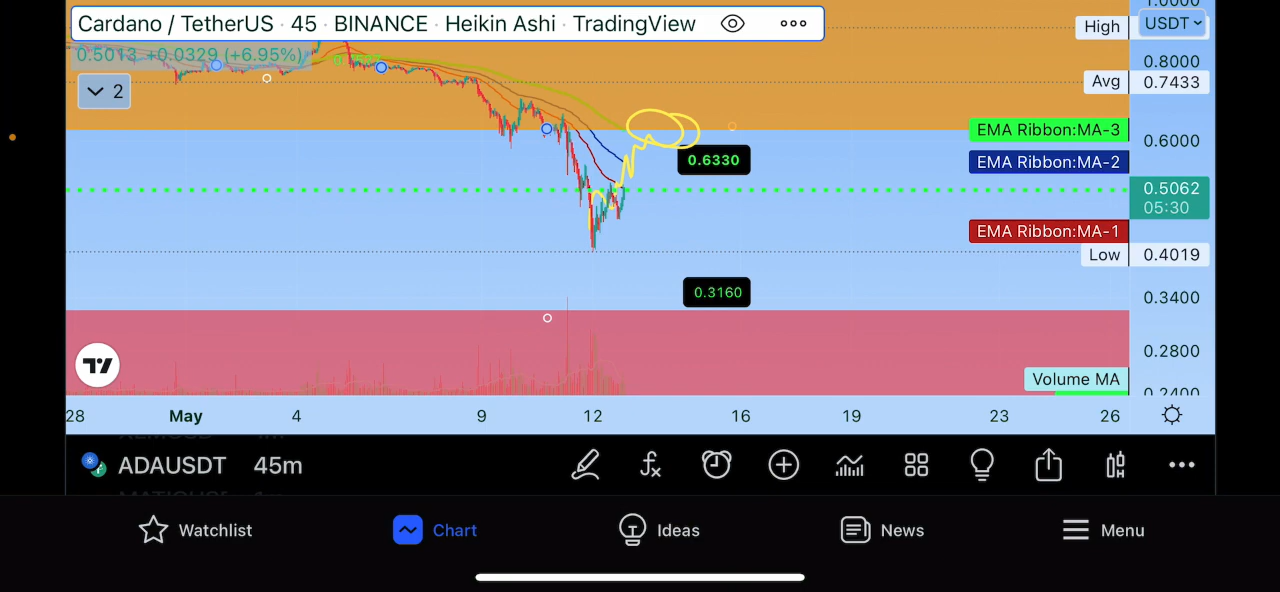 Cardano / TetherUS · 45 · BINANCE · Heikin Ashi · TradingView
1.0000
USDT
High
0.5013 +0.0329 (+6.95%)
0.8000
2
Avg 0.7433
EMA Ribbon:MA-3
0.6000
0.6330
EMA Ribbon:MA-2
0.5062
05:30
EMA Ribbon:MA-1
Low 0.4019
0.3160
0.3400
0.2800
Volume MA
0.2400
28 May 4 9 12 16 19 23 26
ADAUSDT 45m
Watchlist Chart Ideas News Menu